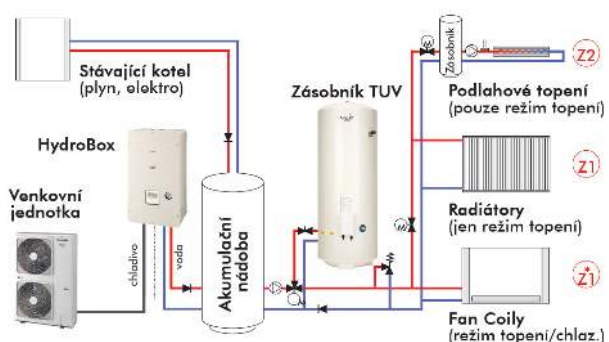 Stávající kotel
(plyn, elektro)
HydroBox
Venkovní
jednotka
chladivo
voda
Akumulační
nádoba
Zásobník TUV
Zásobník
Z2
Podlahové topení
(pouze režim topení)
Z1
Radiátory
(jen režim topení)
Z1*
Fan Coily
(režim topení/chlaz.)